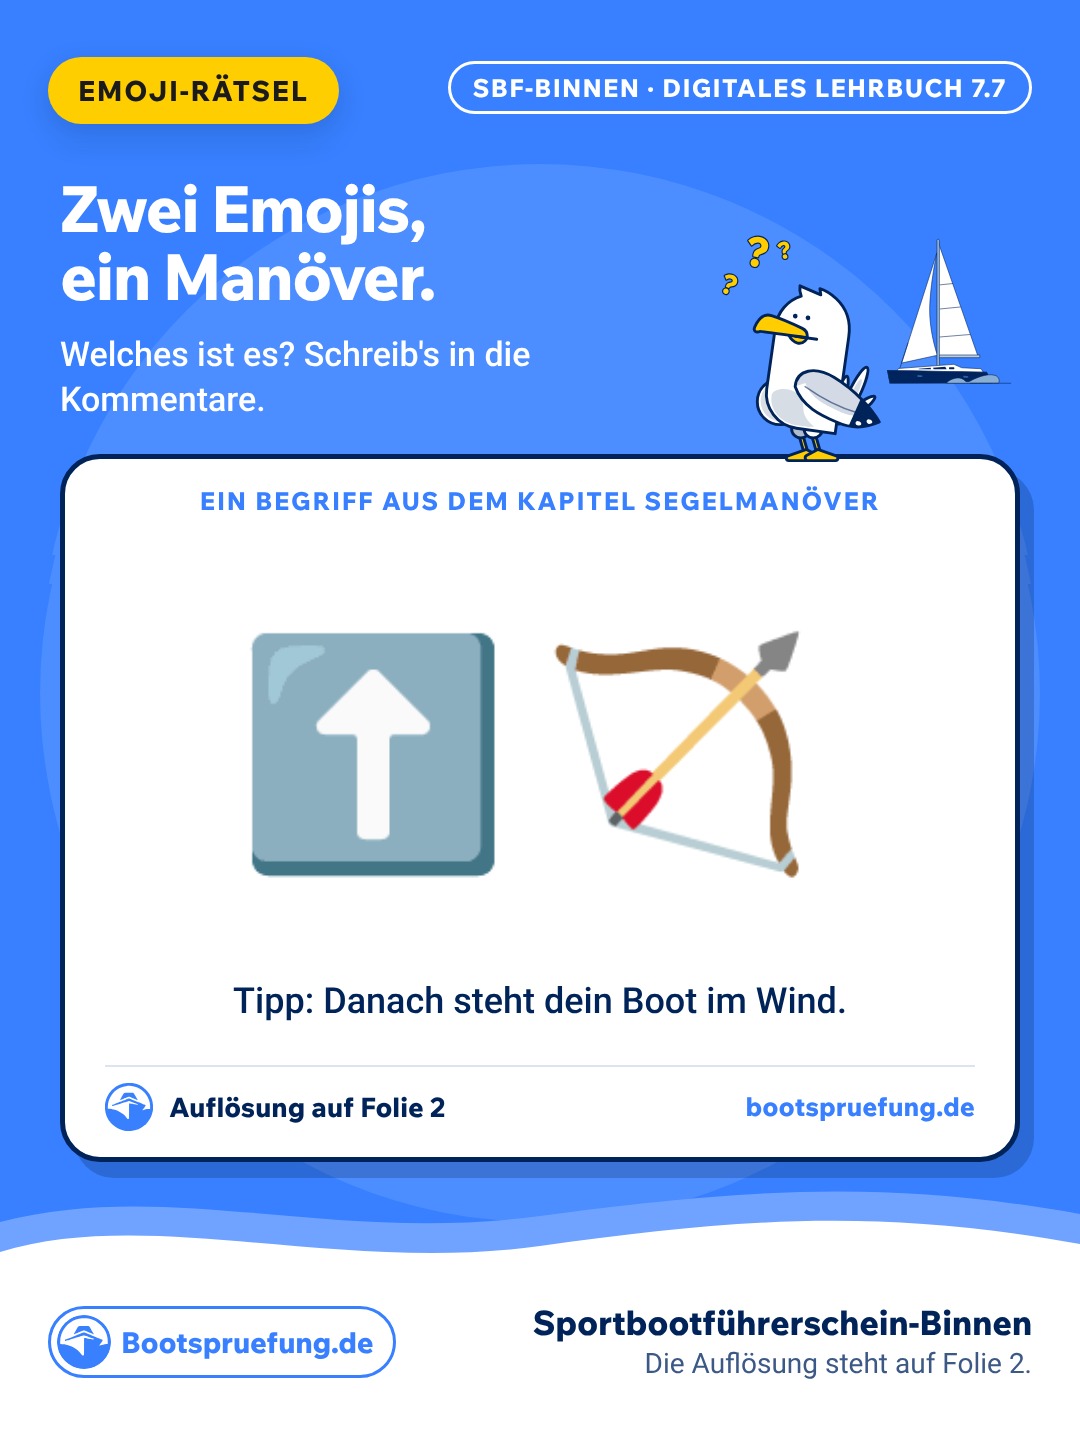 EMOJI-RÄTSEL
SBF-BINNEN · DIGITALES LEHRBUCH 7.7
Zwei Emojis,
ein Manöver.
Welches ist es? Schreib's in die
Kommentare.
? ? ?
EIN BEGRIFF AUS DEM KAPITEL SEGELMANÖVER
Tipp: Danach steht dein Boot im Wind.
Auflösung auf Folie 2
bootspruefung.de
Bootspruefung.de
Sportbootführerschein-Binnen
Die Auflösung steht auf Folie 2.